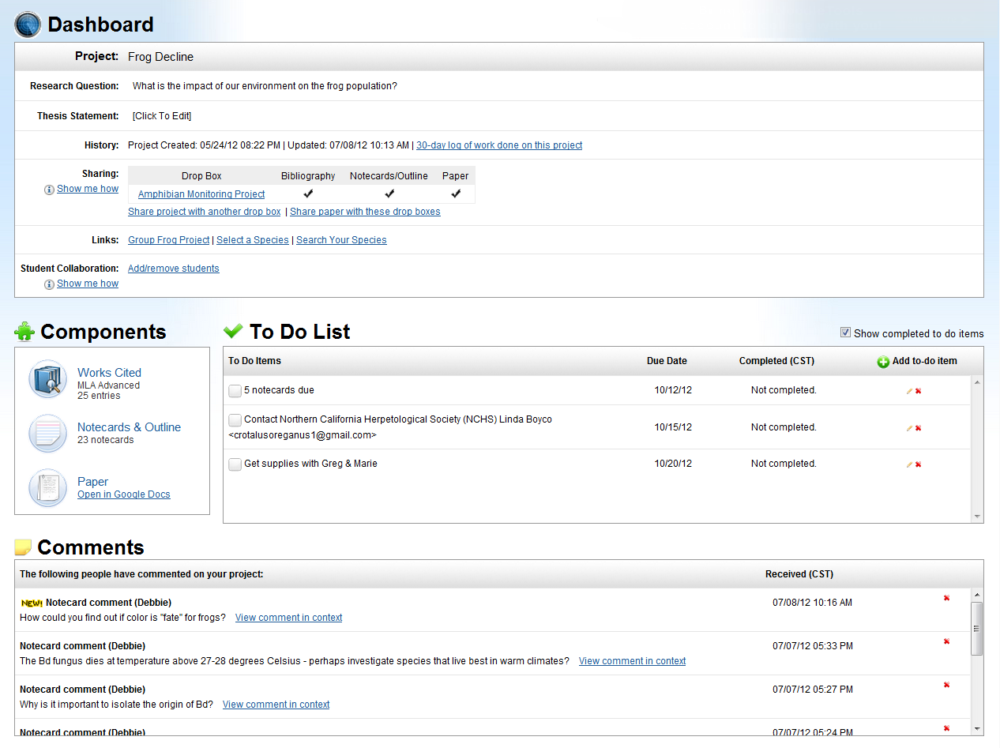 Dashboard
Project: Frog Decline
Research Question: What is the impact of our environment on the frog population?
Thesis Statement: [Click To Edit]
History: Project Created: 05/24/12 08:22 PM | Updated: 07/08/12 10:13 AM | 30-day log of work done on this project
Sharing: Drop Box Bibliography Notecards/Outline Paper
Show me how Amphibian Monitoring Project ✔ ✔ ✔
Share project with another drop box | Share paper with these drop boxes
Links: Group Frog Project | Select a Species | Search Your Species
Student Collaboration: Add/remove students
Show me how
Components
Works Cited
MLA Advanced
25 entries
Notecards & Outline
23 notecards
Paper
Open in Google Docs
To Do List
Show completed to do items
To Do Items Due Date Completed (CST) Add to-do item
5 notecards due 10/12/12 Not completed.
Contact Northern California Herpetological Society (NCHS) Linda Boyco
<crotalusoreganus1@gmail.com> 10/15/12 Not completed.
Get supplies with Greg & Marie 10/20/12 Not completed.
Comments
The following people have commented on your project: Received (CST)
NEW! Notecard comment (Debbie) 07/08/12 10:16 AM
How could you find out if color is "fate" for frogs? View comment in context
Notecard comment (Debbie) 07/07/12 05:33 PM
The Bd fungus dies at temperature above 27-28 degrees Celsius - perhaps investigate species that live best in warm climates? View comment in context
Notecard comment (Debbie) 07/07/12 05:27 PM
Why is it important to isolate the origin of Bd? View comment in context
Notecard comment (Debbie) 07/07/12 05:24 PM